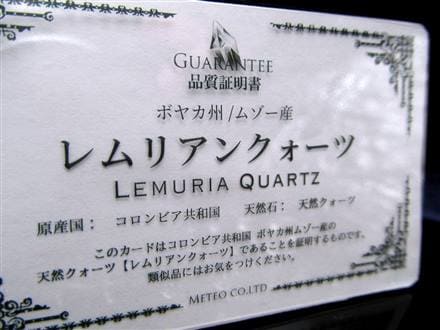 GUARANTEE
品質証明書
ボヤカ州/ムゾー産
レムリアンクォーツ
LEMURIA QUARTZ
原産国： コロンビア共和国 天然石： 天然クォーツ
このカードはコロンビア共和国 ボヤカ州ムゾー産の
天然クォーツ【レムリアンクォーツ】であることを証明するものです。
類似品にはお気をつけください。
METEO CO.LTD